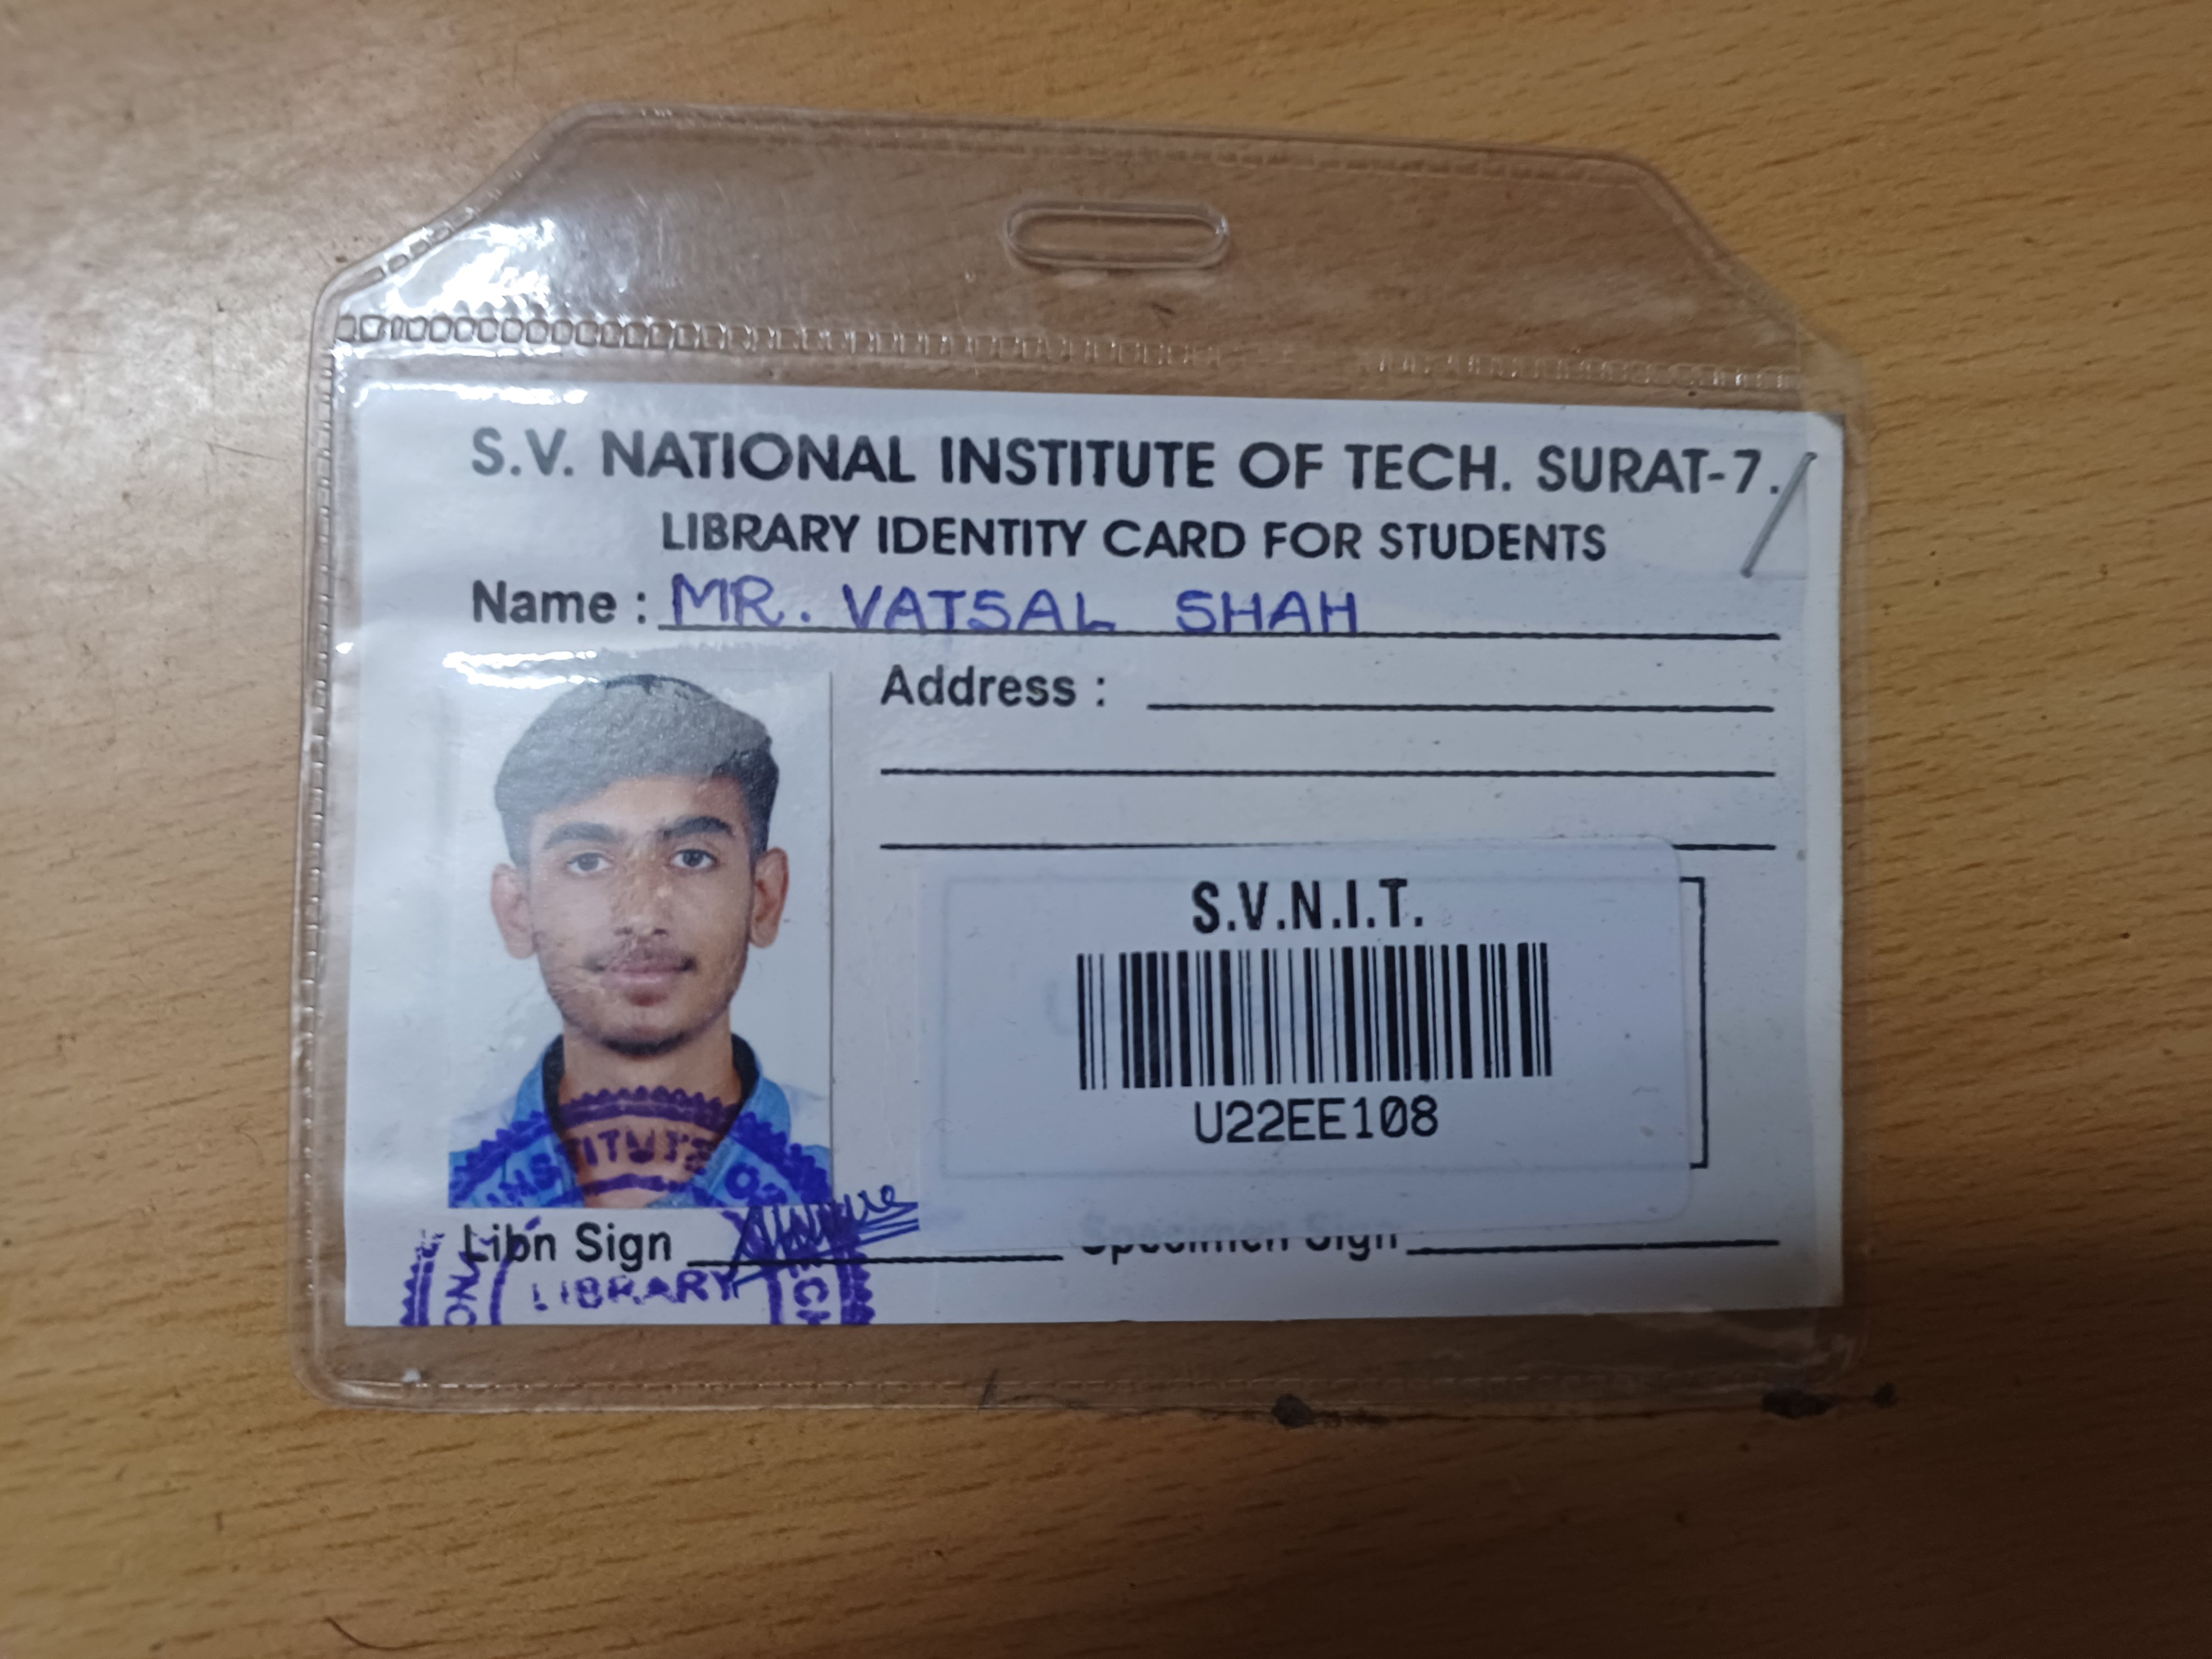 S.V. NATIONAL INSTITUTE OF TECH. SURAT-7.
LIBRARY IDENTITY CARD FOR STUDENTS
Name : MR. VATSAL SHAH
Address :
S.V.N.I.T.
U22EE108
Libn Sign
Specimen Sign
INSTITUTE O
LIBRARY